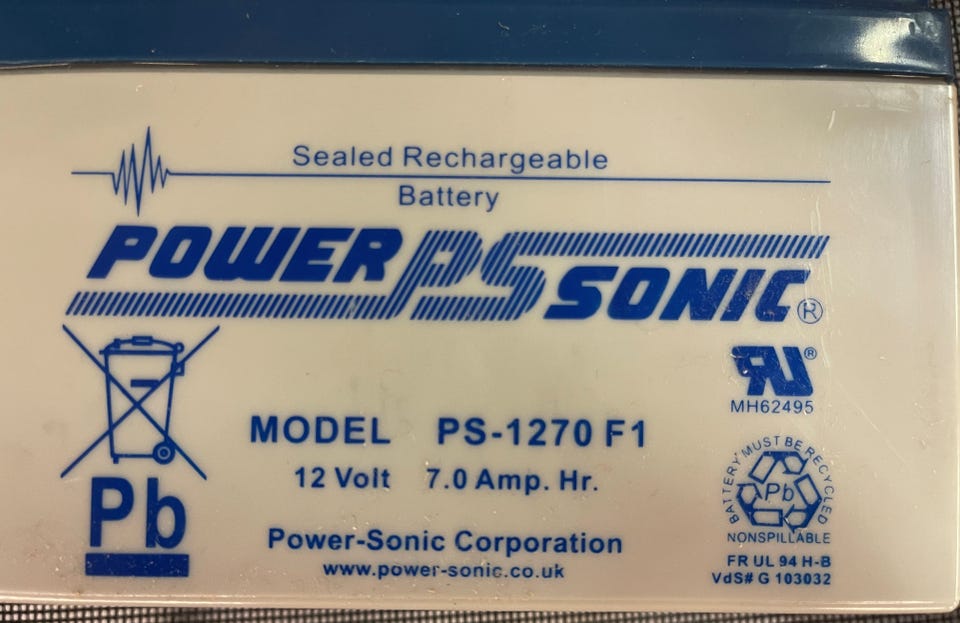 Sealed Rechargeable
Battery
POWER PS SONIC®
RU®
MH62495
MODEL PS-1270 F1
12 Volt 7.0 Amp. Hr.
Pb
BATTERY MUST BE RECYCLED
Pb
NONSPILLABLE
Power-Sonic Corporation
www.power-sonic.co.uk
FR UL 94 H-B
VdS# G 103032